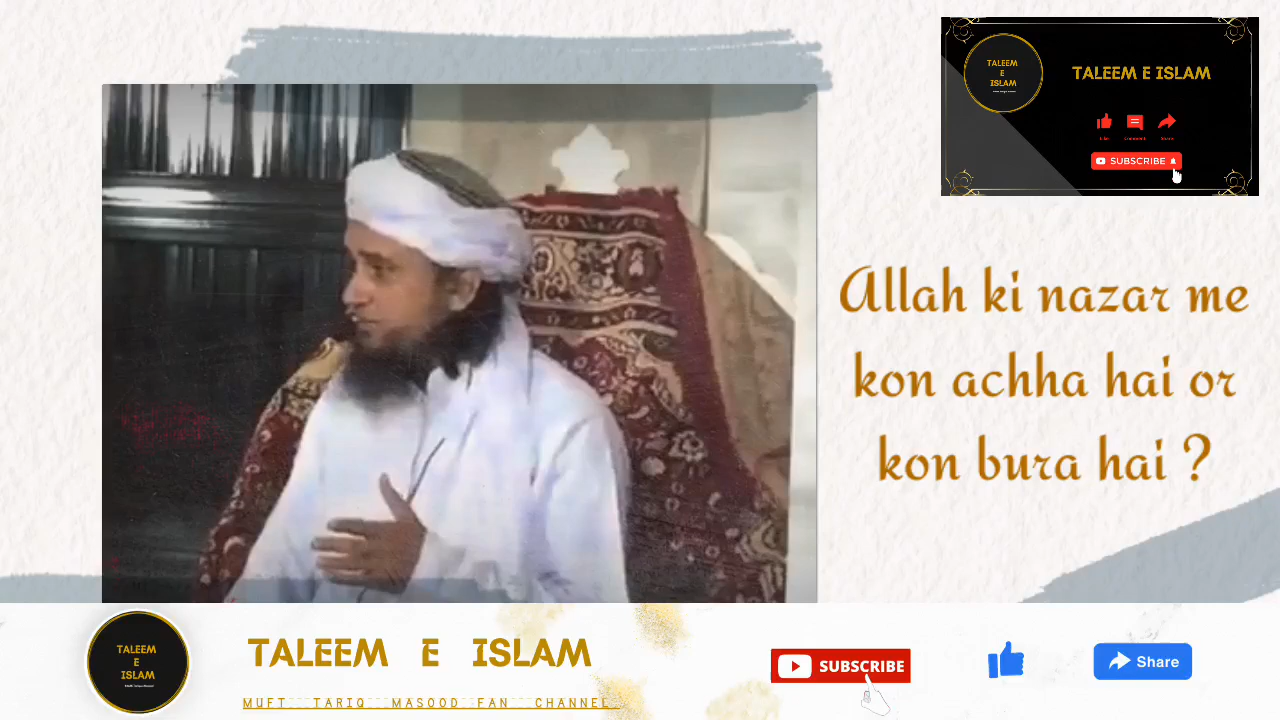 TALEEM
E
ISLAM
TALEEM E ISLAM
SUBSCRIBE
Allah ki nazar me
kon achha hai or
kon bura hai ?
TALEEM
E
ISLAM
TALEEM E ISLAM
MUFT TARIQ MASOOD FAN CHANNEL
SUBSCRIBE
Share